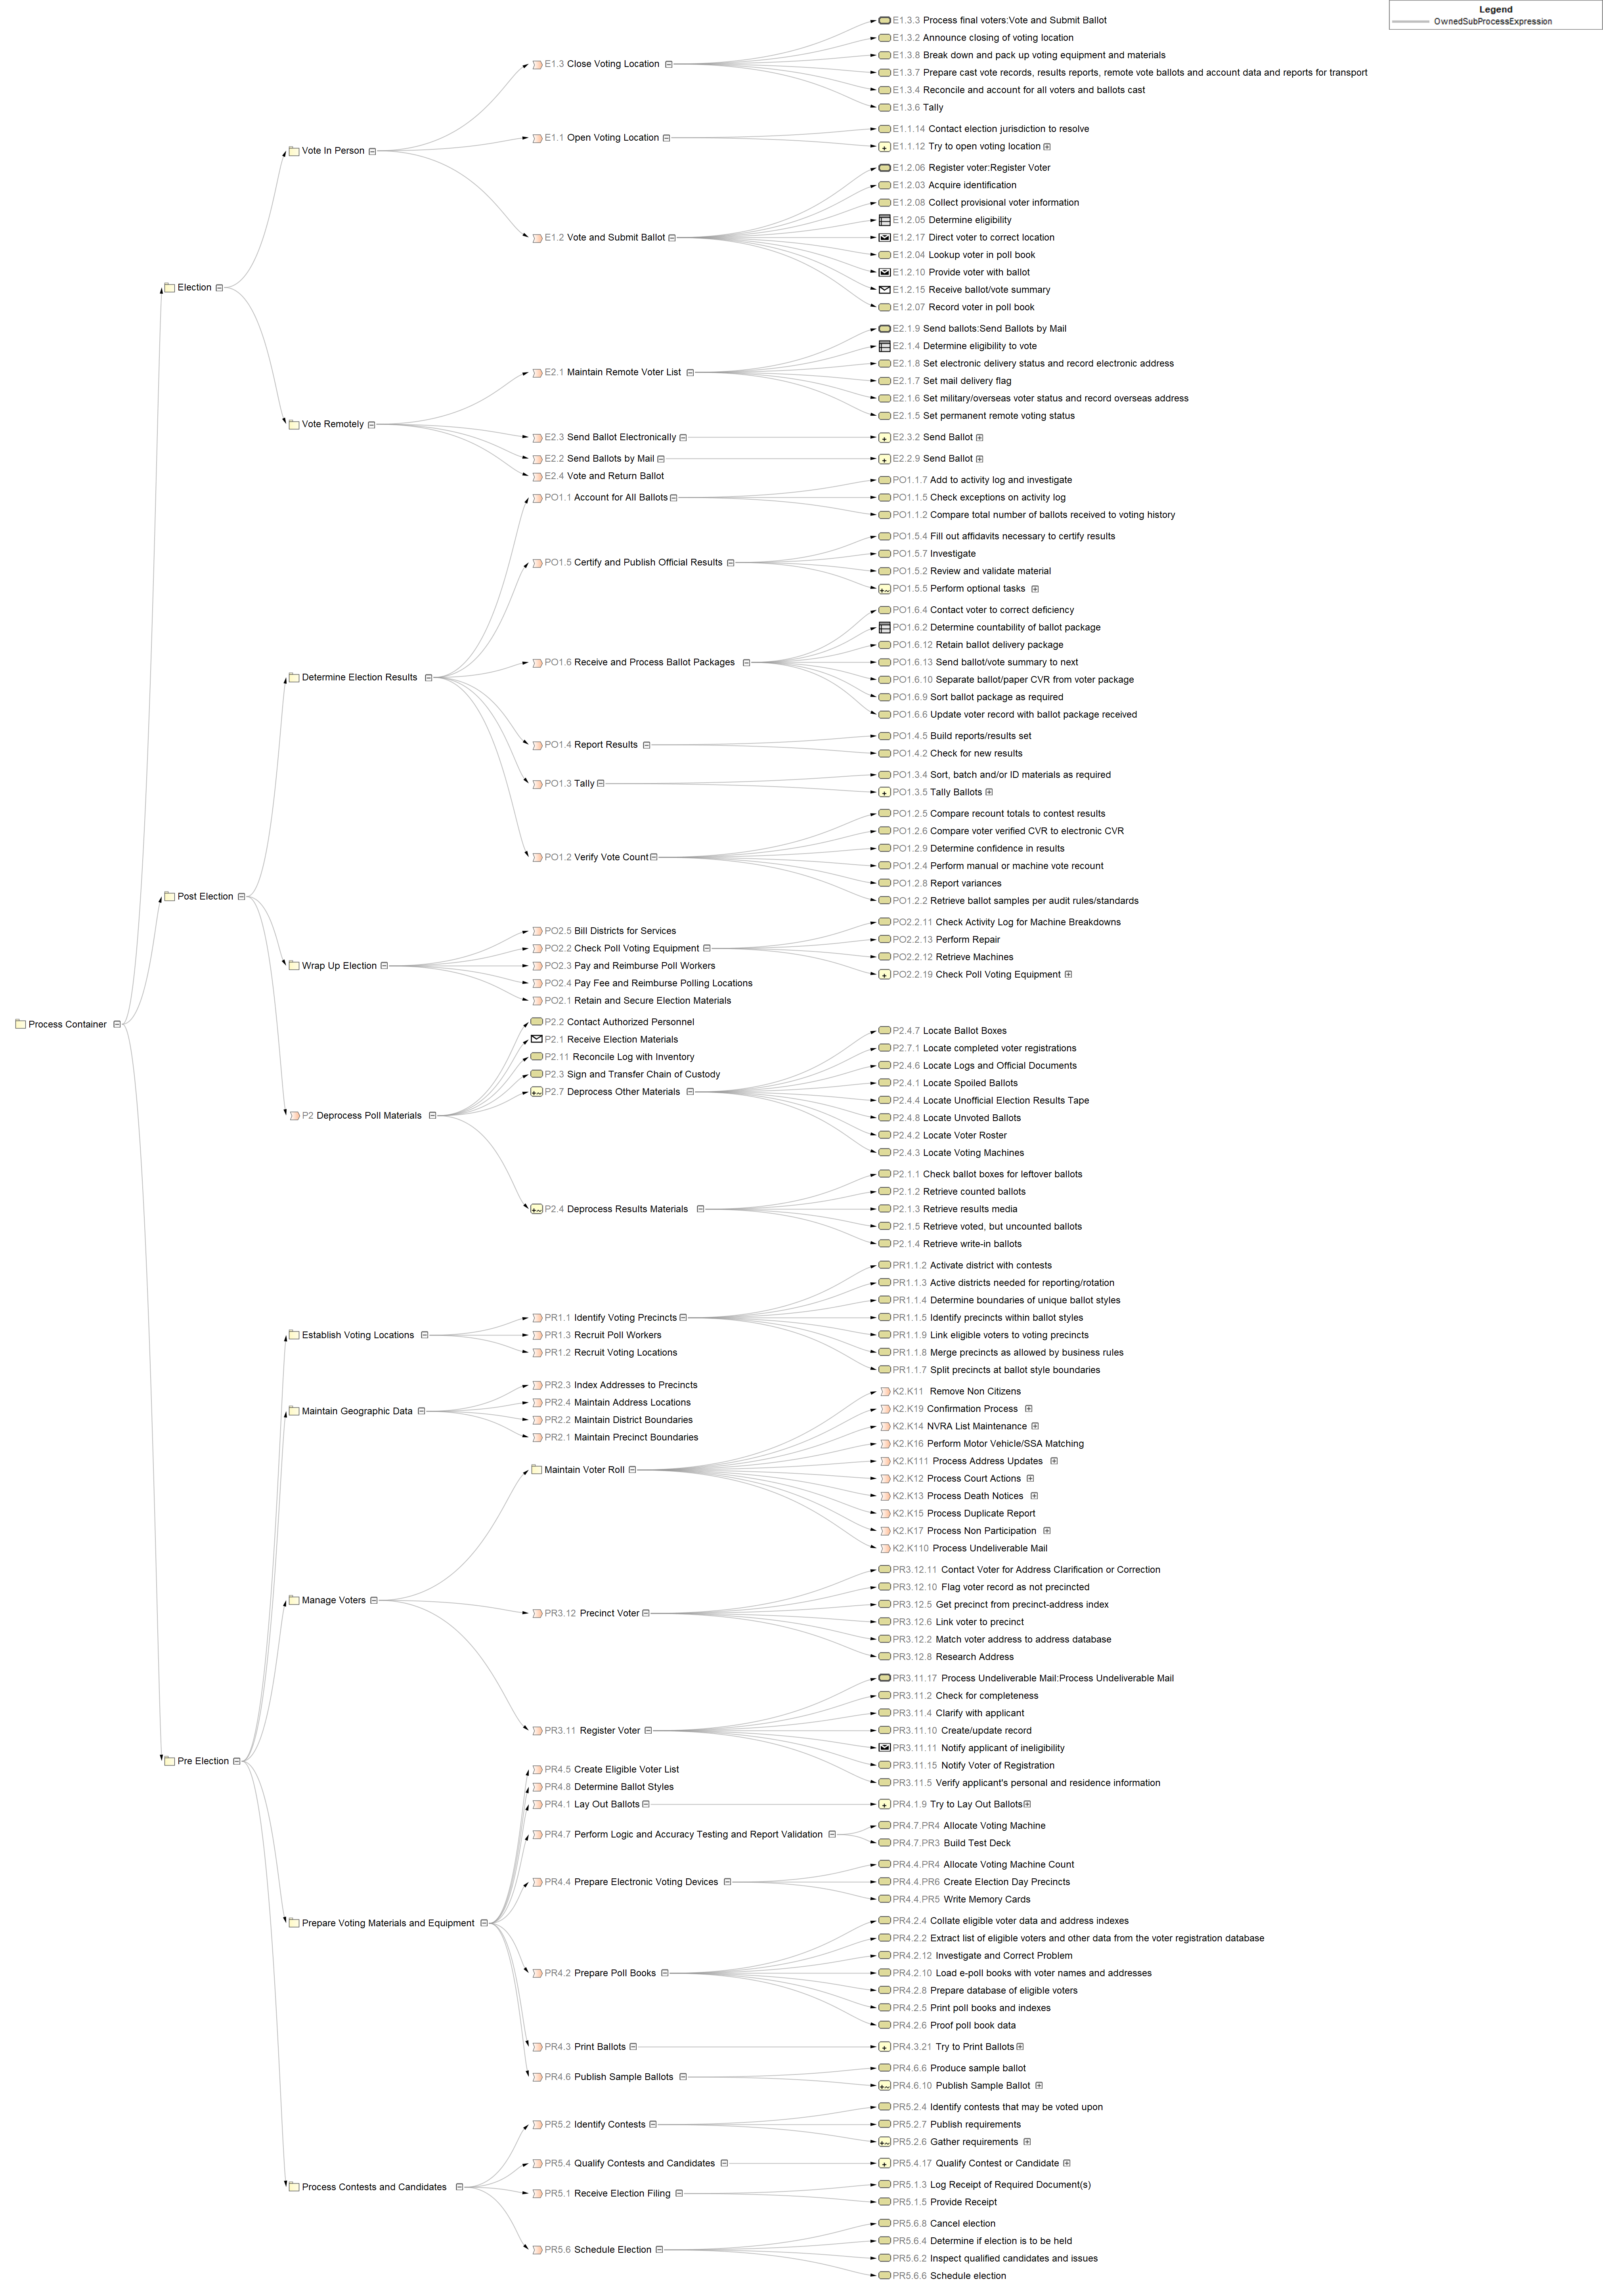 Legend
OwnedSubProcessExpression
Process Container
Election
Vote In Person
E1.3 Close Voting Location
E1.3.3 Process final voters:Vote and Submit Ballot
E1.3.2 Announce closing of voting location
E1.3.8 Break down and pack up voting equipment and materials
E1.3.7 Prepare cast vote records, results reports, remote vote ballots and account data and reports for transport
E1.3.4 Reconcile and account for all voters and ballots cast
E1.3.6 Tally
E1.1 Open Voting Location
E1.1.14 Contact election jurisdiction to resolve
E1.1.12 Try to open voting location
E1.2 Vote and Submit Ballot
E1.2.06 Register voter:Register Voter
E1.2.03 Acquire identification
E1.2.08 Collect provisional voter information
E1.2.05 Determine eligibility
E1.2.17 Direct voter to correct location
E1.2.04 Lookup voter in poll book
E1.2.10 Provide voter with ballot
E1.2.15 Receive ballot/vote summary
E1.2.07 Record voter in poll book
Vote Remotely
E2.1 Maintain Remote Voter List
E2.1.9 Send ballots:Send Ballots by Mail
E2.1.4 Determine eligibility to vote
E2.1.8 Set electronic delivery status and record electronic address
E2.1.7 Set mail delivery flag
E2.1.6 Set military/overseas voter status and record overseas address
E2.1.5 Set permanent remote voting status
E2.3 Send Ballot Electronically
E2.3.2 Send Ballot
E2.2 Send Ballots by Mail
E2.2.9 Send Ballot
E2.4 Vote and Return Ballot
Post Election
Determine Election Results
PO1.1 Account for All Ballots
PO1.1.7 Add to activity log and investigate
PO1.1.5 Check exceptions on activity log
PO1.1.2 Compare total number of ballots received to voting history
PO1.5 Certify and Publish Official Results
PO1.5.4 Fill out affidavits necessary to certify results
PO1.5.7 Investigate
PO1.5.2 Review and validate material
PO1.5.5 Perform optional tasks
PO1.6 Receive and Process Ballot Packages
PO1.6.4 Contact voter to correct deficiency
PO1.6.2 Determine countability of ballot package
PO1.6.12 Retain ballot delivery package
PO1.6.13 Send ballot/vote summary to next
PO1.6.10 Separate ballot/paper CVR from voter package
PO1.6.9 Sort ballot package as required
PO1.6.6 Update voter record with ballot package received
PO1.4 Report Results
PO1.4.5 Build reports/results set
PO1.4.2 Check for new results
PO1.3 Tally
PO1.3.4 Sort, batch and/or ID materials as required
PO1.3.5 Tally Ballots
PO1.2 Verify Vote Count
PO1.2.5 Compare recount totals to contest results
PO1.2.6 Compare voter verified CVR to electronic CVR
PO1.2.9 Determine confidence in results
PO1.2.4 Perform manual or machine vote recount
PO1.2.8 Report variances
PO1.2.2 Retrieve ballot samples per audit rules/standards
Wrap Up Election
PO2.5 Bill Districts for Services
PO2.2 Check Poll Voting Equipment
PO2.2.11 Check Activity Log for Machine Breakdowns
PO2.2.13 Perform Repair
PO2.2.12 Retrieve Machines
PO2.2.19 Check Poll Voting Equipment
PO2.3 Pay and Reimburse Poll Workers
PO2.4 Pay Fee and Reimburse Polling Locations
PO2.1 Retain and Secure Election Materials
P2 Deprocess Poll Materials
P2.2 Contact Authorized Personnel
P2.1 Receive Election Materials
P2.11 Reconcile Log with Inventory
P2.3 Sign and Transfer Chain of Custody
P2.7 Deprocess Other Materials
P2.4.7 Locate Ballot Boxes
P2.7.1 Locate completed voter registrations
P2.4.6 Locate Logs and Official Documents
P2.4.1 Locate Spoiled Ballots
P2.4.4 Locate Unofficial Election Results Tape
P2.4.8 Locate Unvoted Ballots
P2.4.2 Locate Voter Roster
P2.4.3 Locate Voting Machines
P2.4 Deprocess Results Materials
P2.1.1 Check ballot boxes for leftover ballots
P2.1.2 Retrieve counted ballots
P2.1.3 Retrieve results media
P2.1.5 Retrieve voted, but uncounted ballots
P2.1.4 Retrieve write-in ballots
Pre Election
Establish Voting Locations
PR1.1 Identify Voting Precincts
PR1.1.2 Activate district with contests
PR1.1.3 Active districts needed for reporting/rotation
PR1.1.4 Determine boundaries of unique ballot styles
PR1.1.5 Identify precincts within ballot styles
PR1.1.9 Link eligible voters to voting precincts
PR1.1.8 Merge precincts as allowed by business rules
PR1.1.7 Split precincts at ballot style boundaries
PR1.3 Recruit Poll Workers
PR1.2 Recruit Voting Locations
Maintain Geographic Data
PR2.3 Index Addresses to Precincts
PR2.4 Maintain Address Locations
PR2.2 Maintain District Boundaries
PR2.1 Maintain Precinct Boundaries
Manage Voters
Maintain Voter Roll
K2.K11 Remove Non Citizens
K2.K19 Confirmation Process
K2.K14 NVRA List Maintenance
K2.K16 Perform Motor Vehicle/SSA Matching
K2.K111 Process Address Updates
K2.K12 Process Court Actions
K2.K13 Process Death Notices
K2.K15 Process Duplicate Report
K2.K17 Process Non Participation
K2.K110 Process Undeliverable Mail
PR3.12 Precinct Voter
PR3.12.11 Contact Voter for Address Clarification or Correction
PR3.12.10 Flag voter record as not precincted
PR3.12.5 Get precinct from precinct-address index
PR3.12.6 Link voter to precinct
PR3.12.2 Match voter address to address database
PR3.12.8 Research Address
PR3.11 Register Voter
PR3.11.17 Process Undeliverable Mail:Process Undeliverable Mail
PR3.11.2 Check for completeness
PR3.11.4 Clarify with applicant
PR3.11.10 Create/update record
PR3.11.11 Notify applicant of ineligibility
PR3.11.15 Notify Voter of Registration
PR3.11.5 Verify applicant's personal and residence information
Prepare Voting Materials and Equipment
PR4.5 Create Eligible Voter List
PR4.8 Determine Ballot Styles
PR4.1 Lay Out Ballots
PR4.1.9 Try to Lay Out Ballots
PR4.7 Perform Logic and Accuracy Testing and Report Validation
PR4.7.PR4 Allocate Voting Machine
PR4.7.PR3 Build Test Deck
PR4.4 Prepare Electronic Voting Devices
PR4.4.PR4 Allocate Voting Machine Count
PR4.4.PR6 Create Election Day Precincts
PR4.4.PR5 Write Memory Cards
PR4.2 Prepare Poll Books
PR4.2.4 Collate eligible voter data and address indexes
PR4.2.2 Extract list of eligible voters and other data from the voter registration database
PR4.2.12 Investigate and Correct Problem
PR4.2.10 Load e-poll books with voter names and addresses
PR4.2.8 Prepare database of eligible voters
PR4.2.5 Print poll books and indexes
PR4.2.6 Proof poll book data
PR4.3 Print Ballots
PR4.3.21 Try to Print Ballots
PR4.6 Publish Sample Ballots
PR4.6.6 Produce sample ballot
PR4.6.10 Publish Sample Ballot
Process Contests and Candidates
PR5.2 Identify Contests
PR5.2.4 Identify contests that may be voted upon
PR5.2.7 Publish requirements
PR5.2.6 Gather requirements
PR5.4 Qualify Contests and Candidates
PR5.4.17 Qualify Contest or Candidate
PR5.1 Receive Election Filing
PR5.1.3 Log Receipt of Required Document(s)
PR5.1.5 Provide Receipt
PR5.6 Schedule Election
PR5.6.8 Cancel election
PR5.6.4 Determine if election is to be held
PR5.6.2 Inspect qualified candidates and issues
PR5.6.6 Schedule election